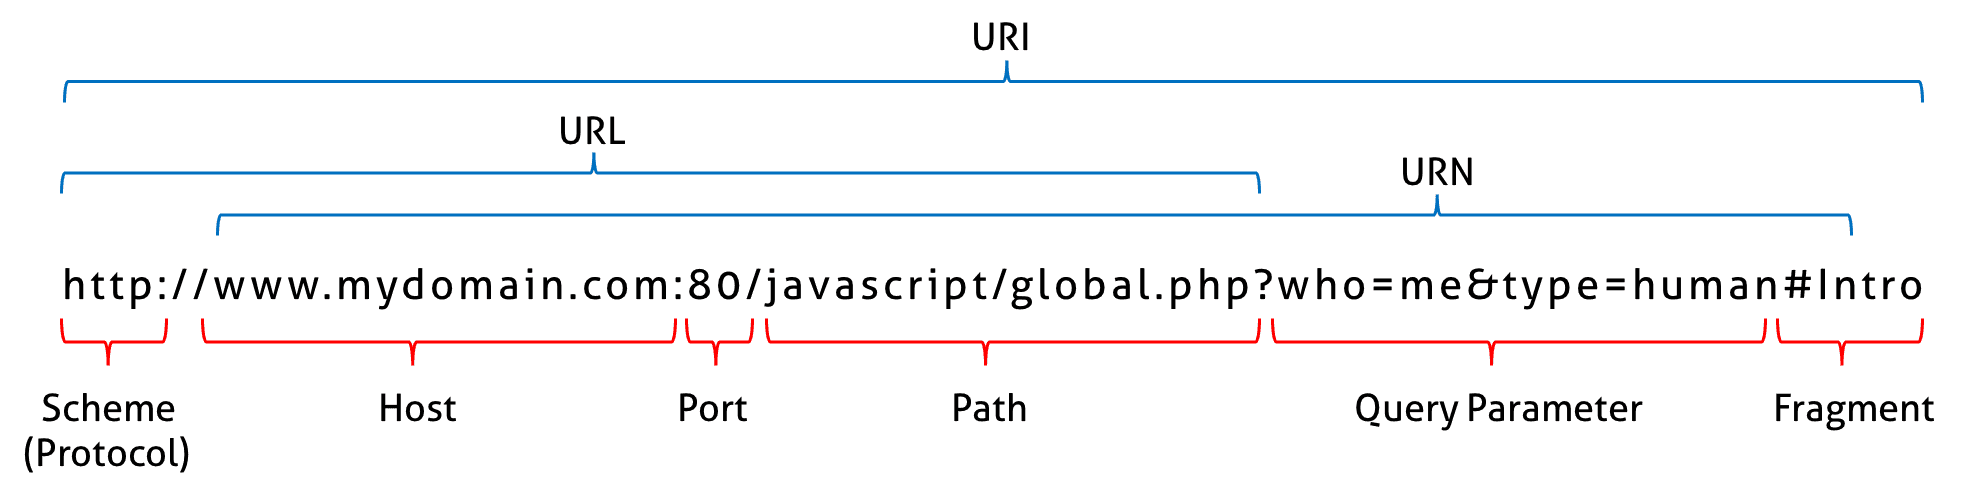 URI
URL
URN
http://www.mydomain.com:80/javascript/global.php?who=me&type=human#Intro
Scheme
(Protocol)
Host
Port
Path
Query Parameter
Fragment